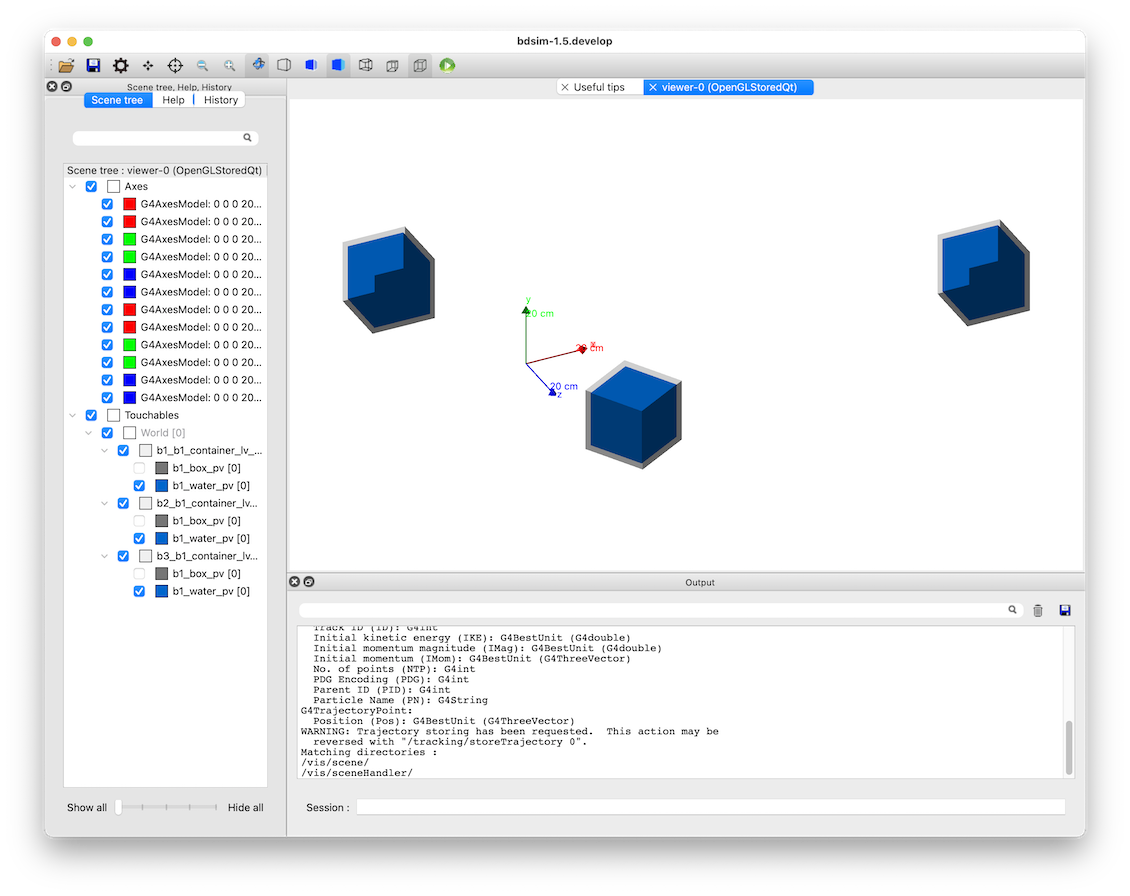 bdsim-1.5.develop
Scene tree, Help, History
Scene tree
Help
History
Useful tips
viewer-0 (OpenGLStoredQt)
Scene tree : viewer-0 (OpenGLStoredQt)
Axes
G4AxesModel: 0 0 0 20...
G4AxesModel: 0 0 0 20...
G4AxesModel: 0 0 0 20...
G4AxesModel: 0 0 0 20...
G4AxesModel: 0 0 0 20...
G4AxesModel: 0 0 0 20...
G4AxesModel: 0 0 0 20...
G4AxesModel: 0 0 0 20...
G4AxesModel: 0 0 0 20...
G4AxesModel: 0 0 0 20...
G4AxesModel: 0 0 0 20...
G4AxesModel: 0 0 0 20...
Touchables
World [0]
b1_b1_container_lv_...
b1_box_pv [0]
b1_water_pv [0]
b2_b1_container_lv...
b1_box_pv [0]
b1_water_pv [0]
b3_b1_container_lv...
b1_box_pv [0]
b1_water_pv [0]
Show all
Hide all
y
20 cm
x
20 cm
20 cm
z
Output
Track ID (ID): G4int
Initial kinetic energy (IKE): G4BestUnit (G4double)
Initial momentum magnitude (IMag): G4BestUnit (G4double)
Initial momentum (IMom): G4BestUnit (G4ThreeVector)
No. of points (NTP): G4int
PDG Encoding (PDG): G4int
Parent ID (PID): G4int
Particle Name (PN): G4String
G4TrajectoryPoint:
Position (Pos): G4BestUnit (G4ThreeVector)
WARNING: Trajectory storing has been requested.  This action may be
reversed with "/tracking/storeTrajectory 0".
Matching directories :
/vis/scene/
/vis/sceneHandler/
Session :